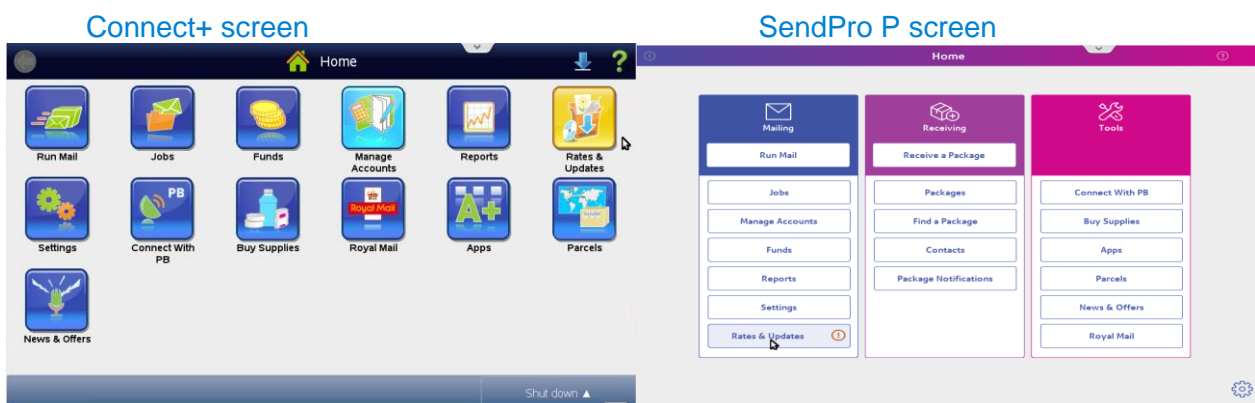 Connect+ screen
SendPro P screen
Home
?
Run Mail
Jobs
Funds
Manage
Accounts
Reports
Rates &
Updates
PB
Royal Mail
A+
Settings
Connect With
PB
Buy Supplies
Royal Mail
Apps
Parcels
News & Offers
Shut down ▲
Home
?
Mailing
Run Mail
Jobs
Manage Accounts
Funds
Reports
Settings
Rates & Updates
Receiving
Receive a Package
Packages
Find a Package
Contacts
Package Notifications
Tools
Connect With PB
Buy Supplies
Apps
Parcels
News & Offers
Royal Mail